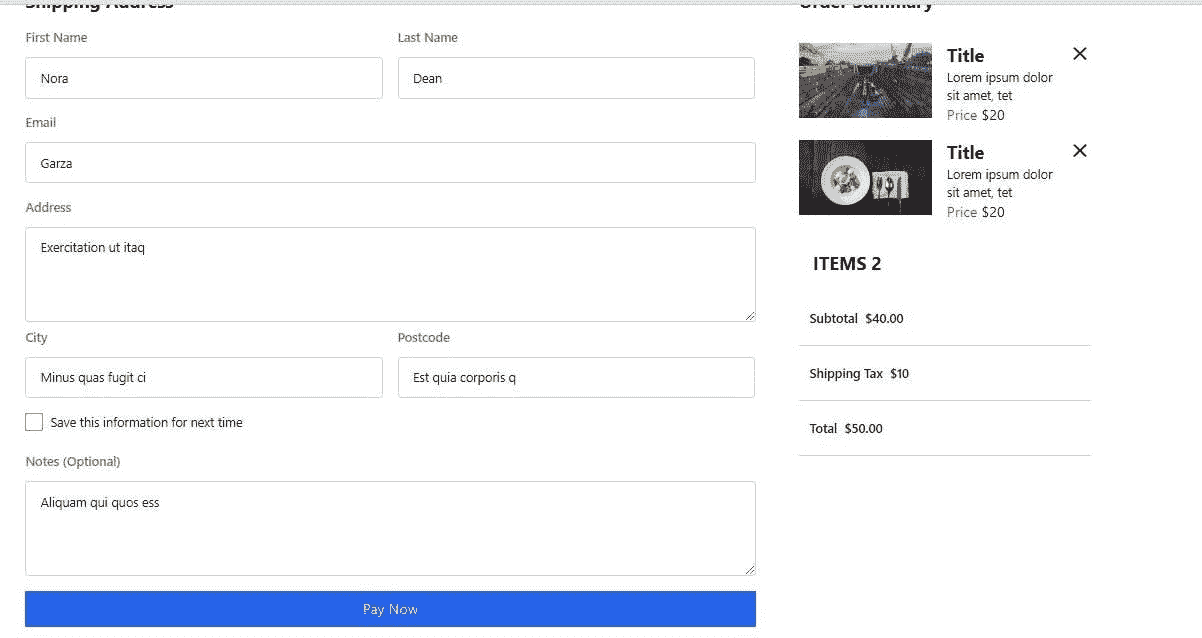 Shipping Address
First Name
Last Name
Nora
Dean
Email
Garza
Address
Exercitation ut itaq
City
Postcode
Minus quas fugit ci
Est quia corporis q
Save this information for next time
Notes (Optional)
Aliquam qui quos ess
Pay Now
Order Summary
Title
Lorem ipsum dolor
sit amet, tet
Price $20
Title
Lorem ipsum dolor
sit amet, tet
Price $20
ITEMS 2
Subtotal $40.00
Shipping Tax $10
Total $50.00